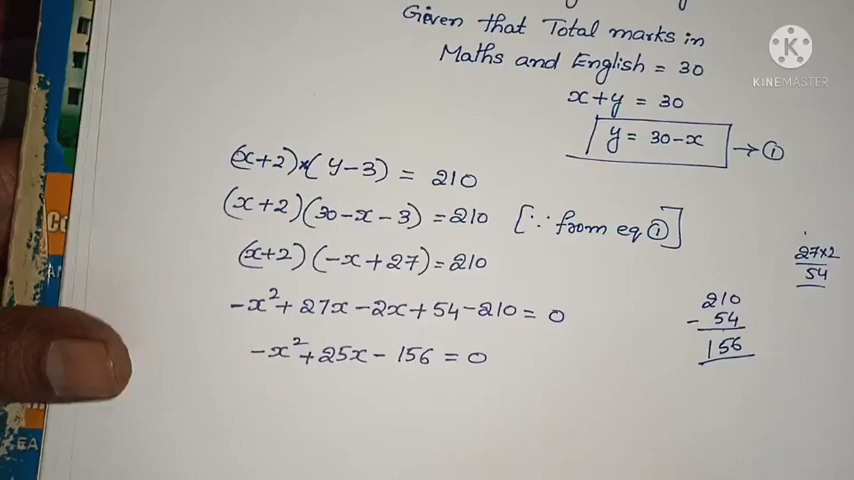 Given that Total marks in
Maths and English = 30
x+y = 30
y = 30-x → ①
(x+2)×(y-3) = 210
(x+2)(30-x-3) = 210 [∵ from eq ①]
(x+2)(-x+27) = 210
-x²+27x-2x+54-210 = 0
-x²+25x-156 = 0
27×2
54
210
- 54
156
K
KINEMASTER